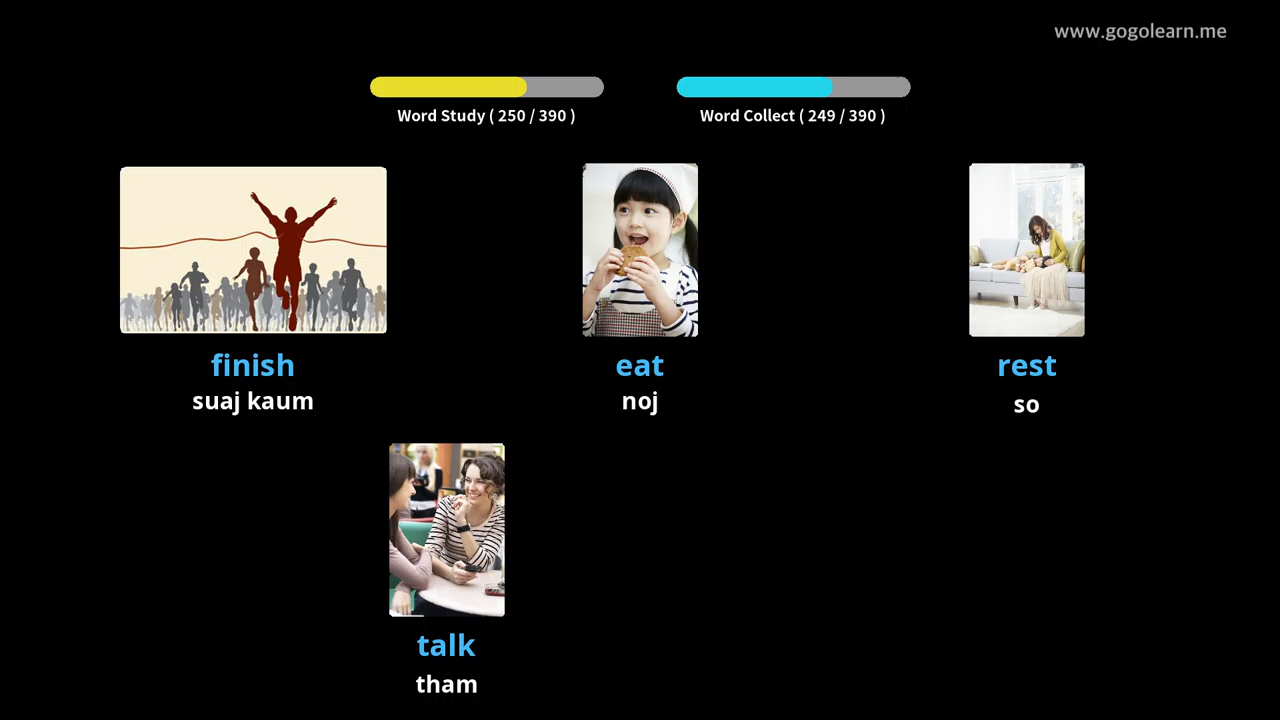 www.gogolearn.me
Word Study ( 250 / 390 )
Word Collect ( 249 / 390 )
finish
suaj kaum
eat
noj
rest
so
talk
tham